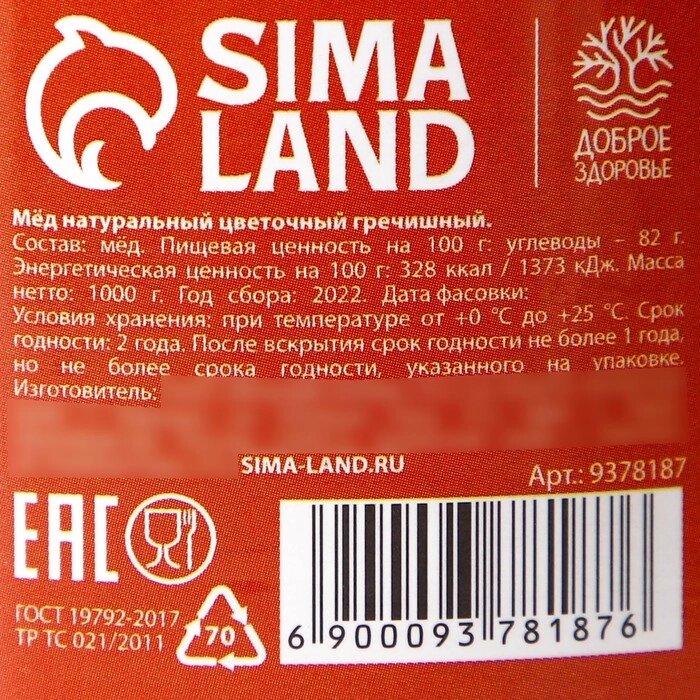 SIMA
LAND
ДОБРОЕ
ЗДОРОВЬЕ
Мёд натуральный цветочный гречишный.
Состав: мёд. Пищевая ценность на 100 г: углеводы – 82 г.
Энергетическая ценность на 100 г: 328 ккал / 1373 кДж. Масса
нетто: 1000 г. Год сбора: 2022. Дата фасовки:
Условия хранения: при температуре от +0 °C до +25 °C. Срок
годности: 2 года. После вскрытия срок годности не более 1 года,
но не более срока годности, указанного на упаковке.
Изготовитель:
SIMA-LAND.RU
Арт.: 9378187
EAC
ГОСТ 19792-2017
ТР ТС 021/2011
70
6 900093 781876